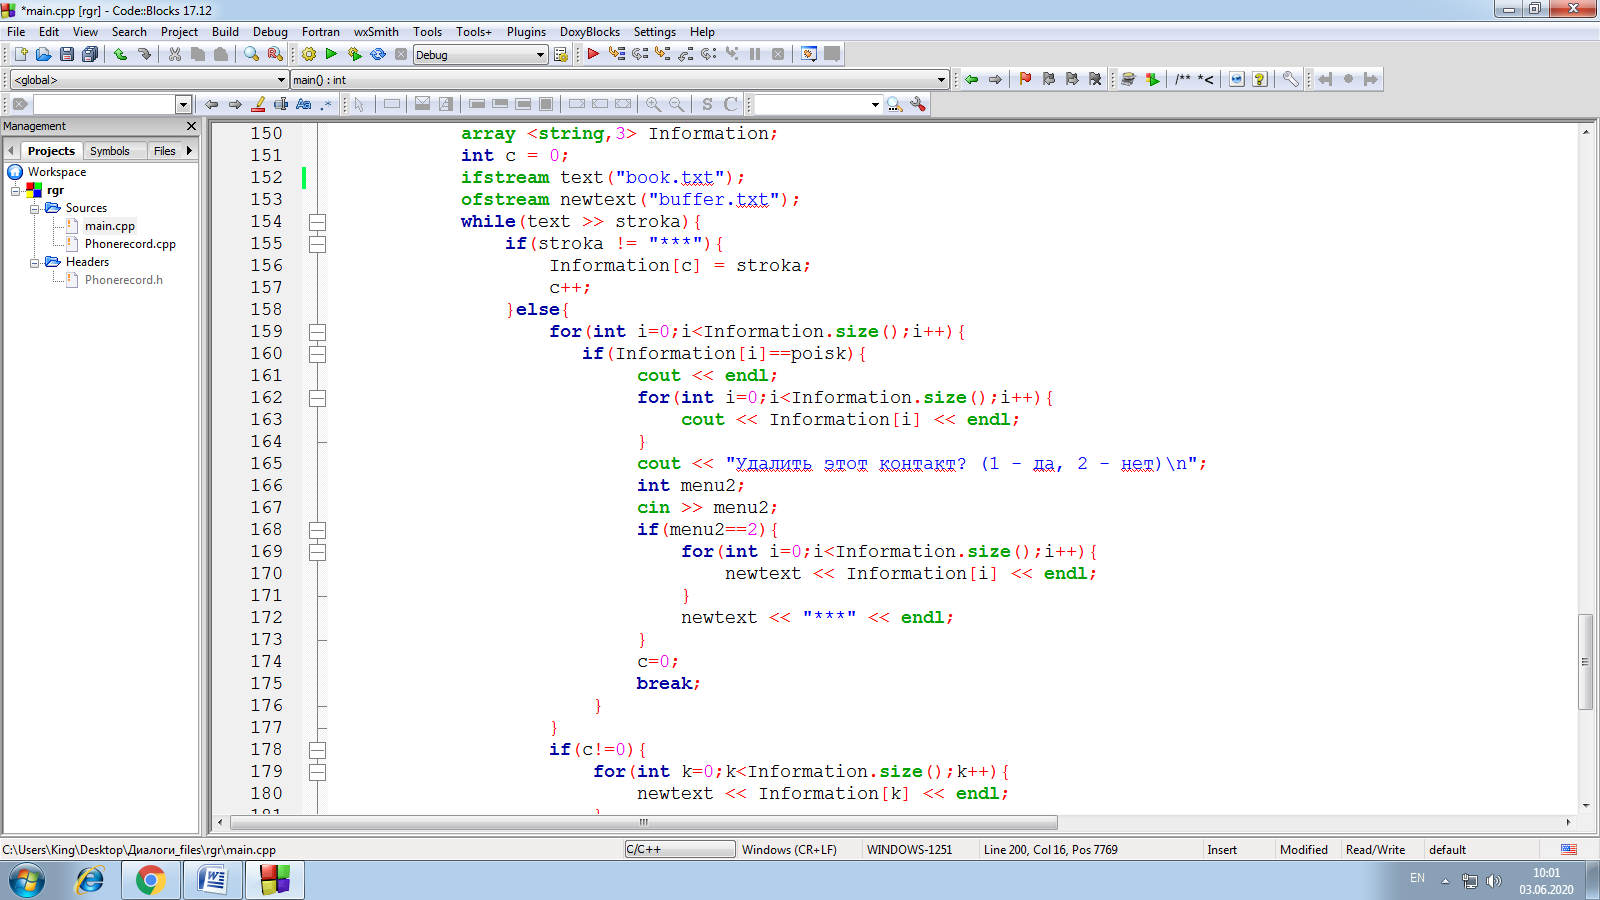 *main.cpp [rgr] - Code::Blocks 17.12
File Edit View Search Project Build Debug Fortran wxSmith Tools Tools+ Plugins DoxyBlocks Settings Help
Debug
<global> main() : int /** *<
Aa .* S C
Management
Projects Symbols Files
Workspace
rgr
Sources
main.cpp
Phonerecord.cpp
Headers
Phonerecord.h
150 array <string,3> Information;
151 int c = 0;
152 ifstream text("book.txt");
153 ofstream newtext("buffer.txt");
154 while(text >> stroka){
155 if(stroka != "***"){
156 Information[c] = stroka;
157 c++;
158 }else{
159 for(int i=0;i<Information.size();i++){
160 if(Information[i]==poisk){
161 cout << endl;
162 for(int i=0;i<Information.size();i++){
163 cout << Information[i] << endl;
164 }
165 cout << "Удалить этот контакт? (1 - да, 2 - нет)\n";
166 int menu2;
167 cin >> menu2;
168 if(menu2==2){
169 for(int i=0;i<Information.size();i++){
170 newtext << Information[i] << endl;
171 }
172 newtext << "***" << endl;
173 }
174 c=0;
175 break;
176 }
177 }
178 if(c!=0){
179 for(int k=0;k<Information.size();k++){
180 newtext << Information[k] << endl;
C:\Users\King\Desktop\Диалоги_files\rgr\main.cpp C/C++ Windows (CR+LF) WINDOWS-1251 Line 200, Col 16, Pos 7769 Insert Modified Read/Write default
EN 10:01
03.06.2020